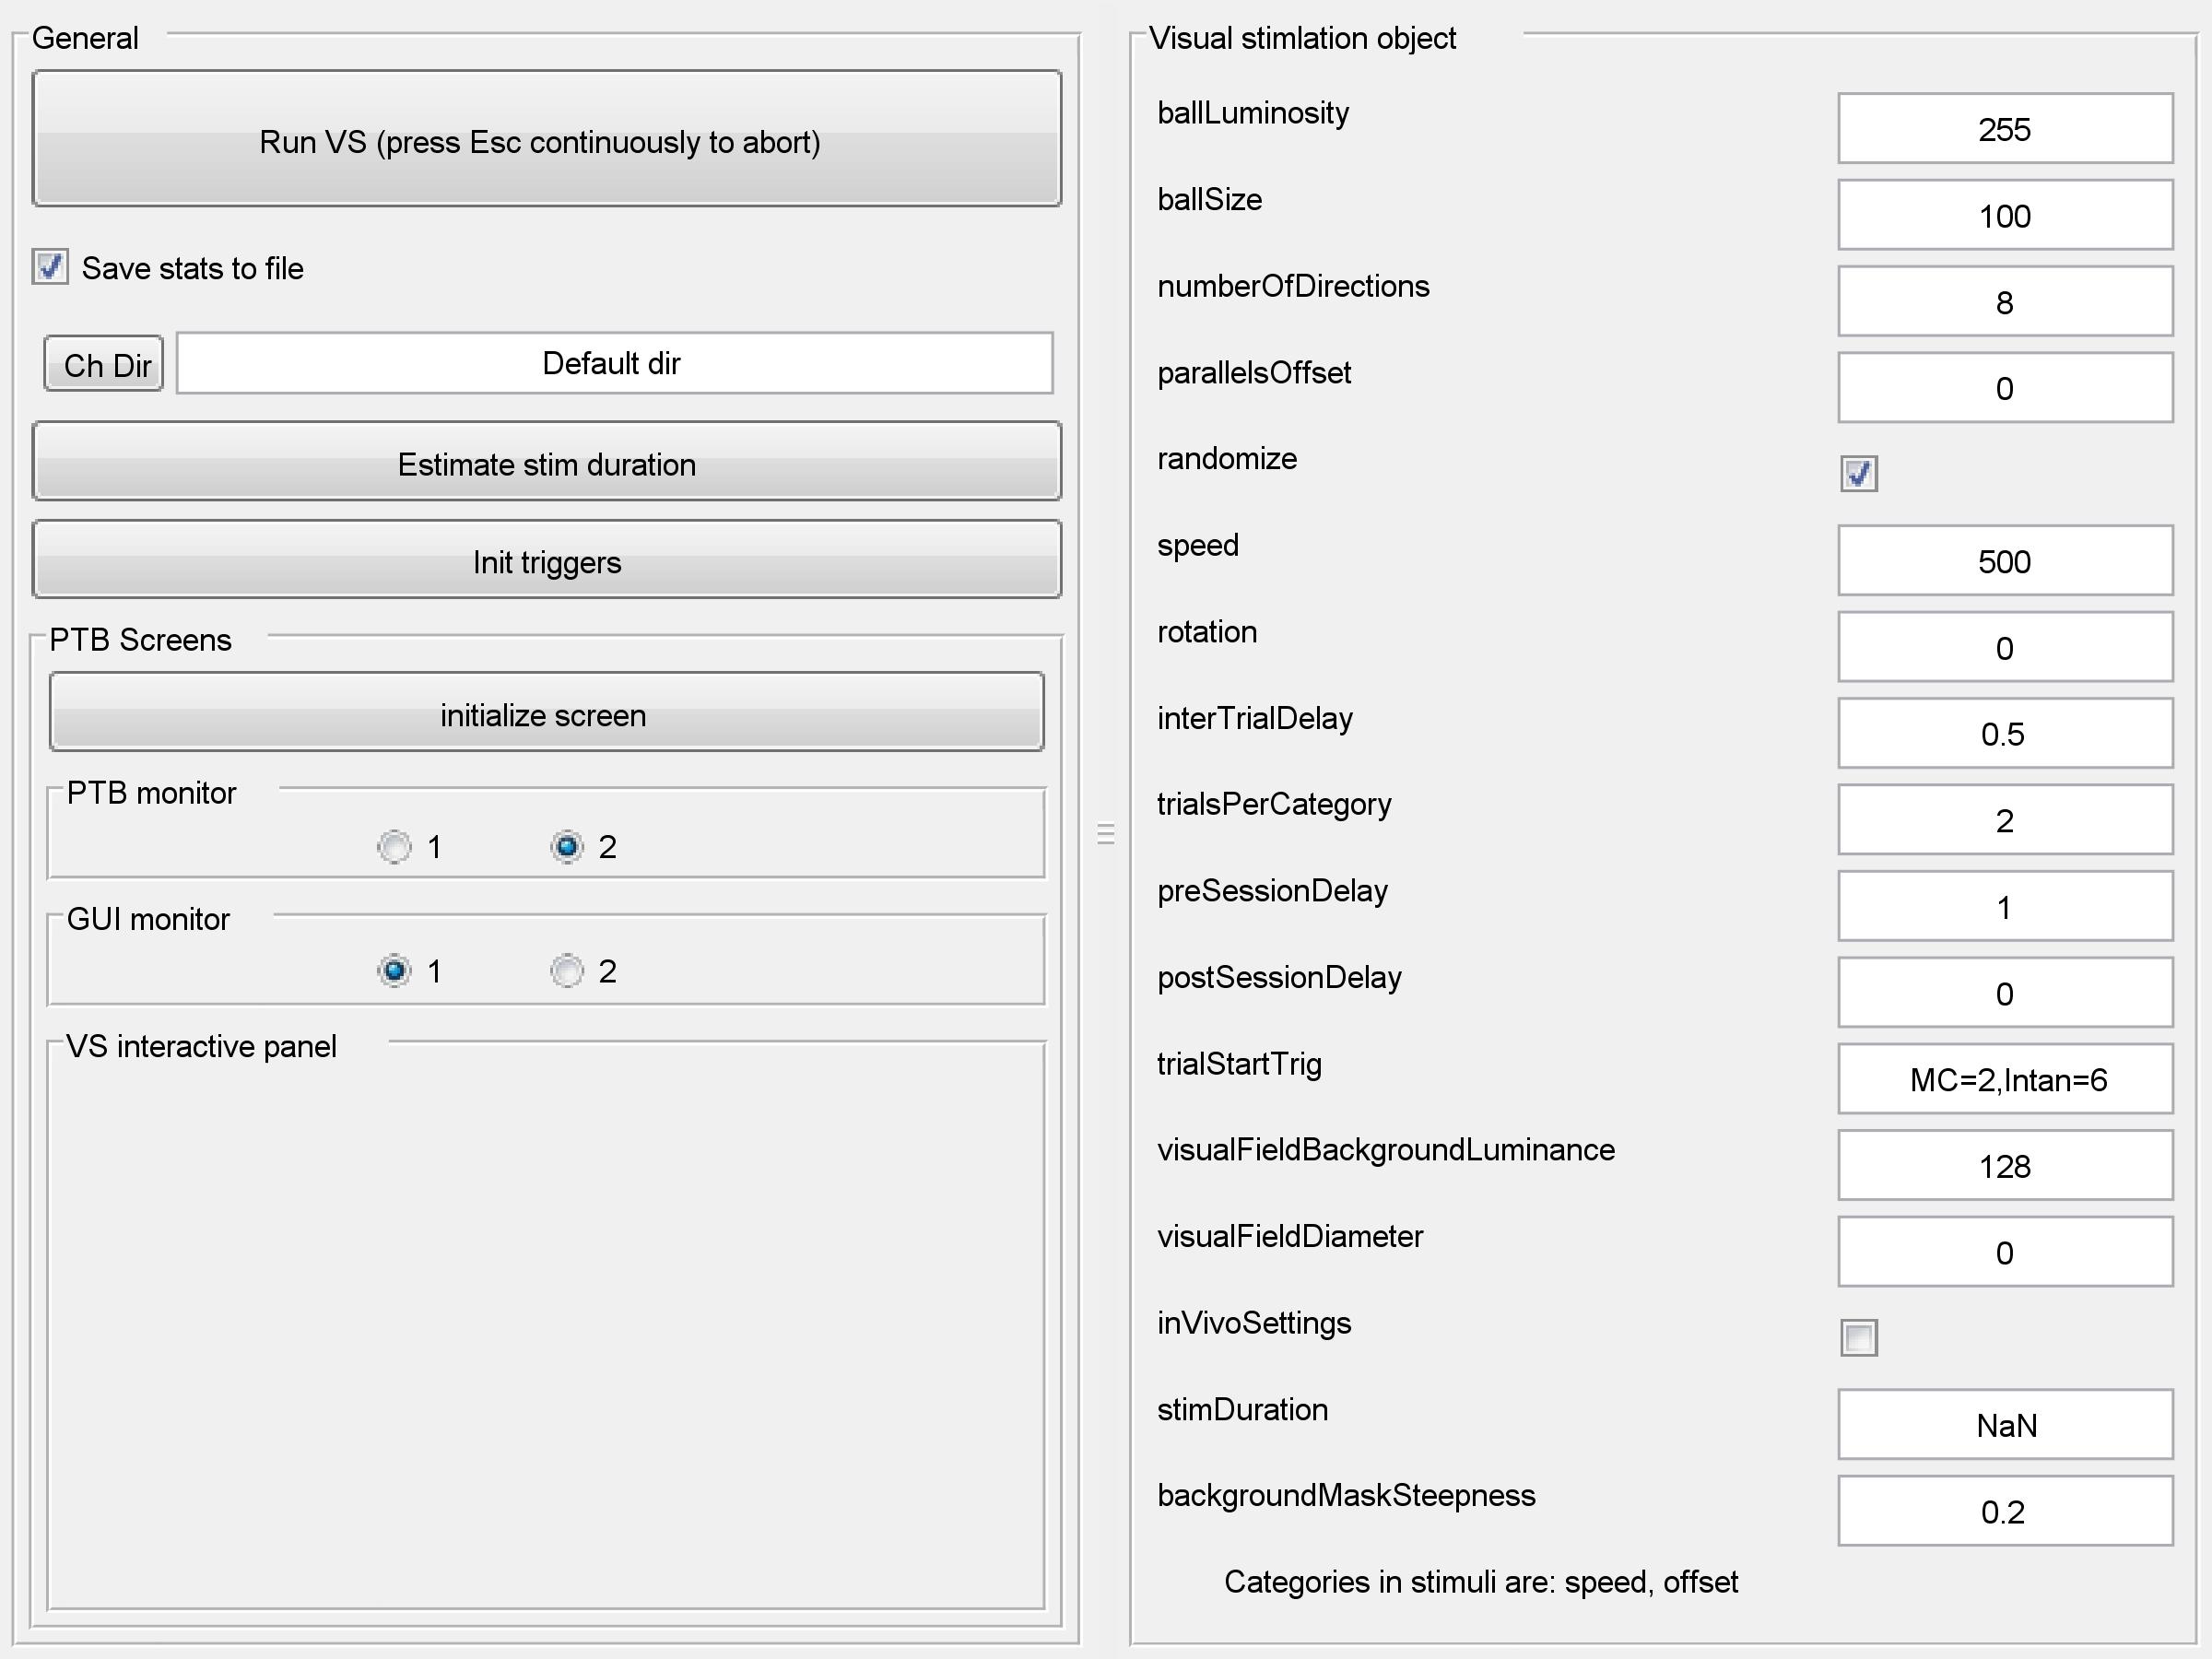 General
Run VS (press Esc continuously to abort)
Save stats to file
Ch Dir
Default dir
Estimate stim duration
Init triggers
PTB Screens
initialize screen
PTB monitor
1 2
GUI monitor
1 2
VS interactive panel
Visual stimlation object
ballLuminosity 255
ballSize 100
numberOfDirections 8
parallelsOffset 0
randomize
speed 500
rotation 0
interTrialDelay 0.5
trialsPerCategory 2
preSessionDelay 1
postSessionDelay 0
trialStartTrig MC=2,Intan=6
visualFieldBackgroundLuminance 128
visualFieldDiameter 0
inVivoSettings
stimDuration NaN
backgroundMaskSteepness 0.2
Categories in stimuli are: speed, offset